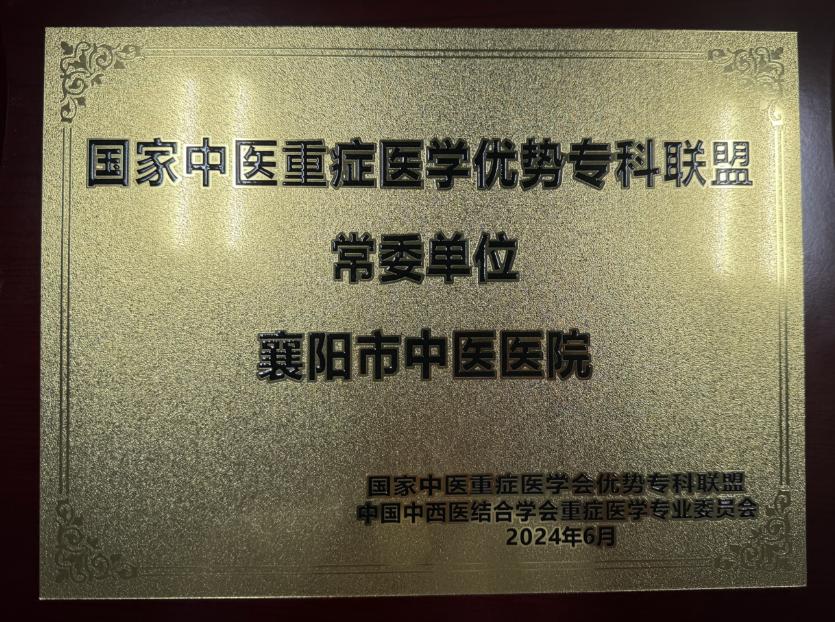 国家中医重症医学优势专科联盟
常委单位
襄阳市中医医院
国家中医重症医学会优势专科联盟
中国中西医结合学会重症医学专业委员会
2024年6月